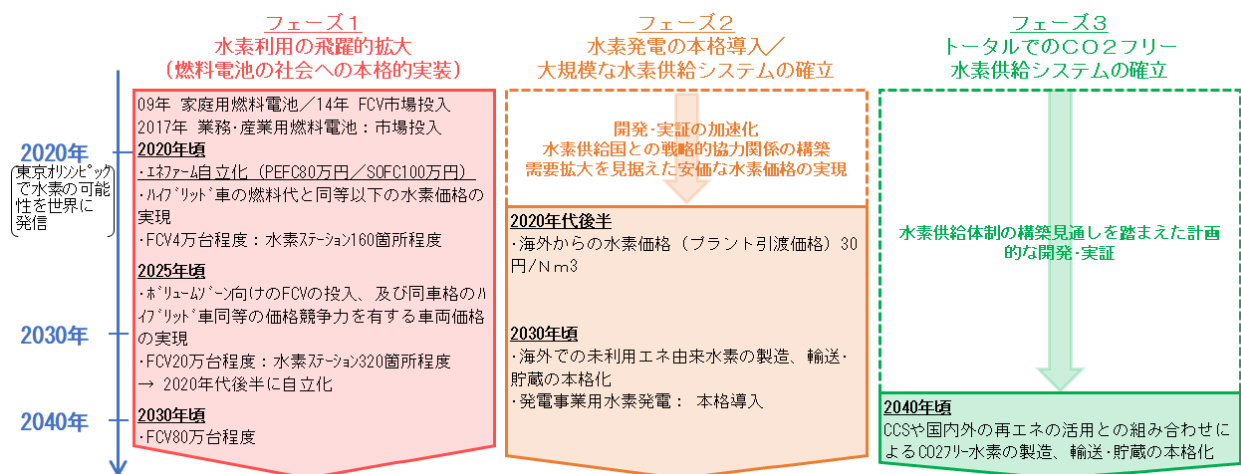 フェーズ1
水素利用の飛躍的拡大
(燃料電池の社会への本格的実装)
フェーズ2
水素発電の本格導入/
大規模な水素供給システムの確立
フェーズ3
トータルでのCO2フリー
水素供給システムの確立
2020年
東京オリンピック
で水素の可能
性を世界に
発信
2030年
2040年
09年 家庭用燃料電池/14年 FCV市場投入
2017年 業務・産業用燃料電池:市場投入
2020年頃
・エネファーム自立化(PEFC80万円/SOFC100万円)
・ハイブリッド車の燃料代と同等以下の水素価格の
実現
・FCV4万台程度:水素ステーション160箇所程度
2025年頃
・ボリュームゾーン向けのFCVの投入、及び同車格のハ
イブリッド車同等の価格競争力を有する車両価格
の実現
・FCV20万台程度:水素ステーション320箇所程度
→ 2020年代後半に自立化
2030年頃
・FCV80万台程度
開発・実証の加速化
水素供給国との戦略的協力関係の構築
需要拡大を見据えた安価な水素価格の実現
2020年代後半
・海外からの水素価格(プラント引渡価格)30
円/Nm3
2030年頃
・海外での未利用エネ由来水素の製造、輸送・
貯蔵の本格化
・発電事業用水素発電: 本格導入
水素供給体制の構築見通しを踏まえた計画
的な開発・実証
2040年頃
CCSや国内外の再エネの活用との組み合わせに
よるCO2フリー水素の製造、輸送・貯蔵の本格化